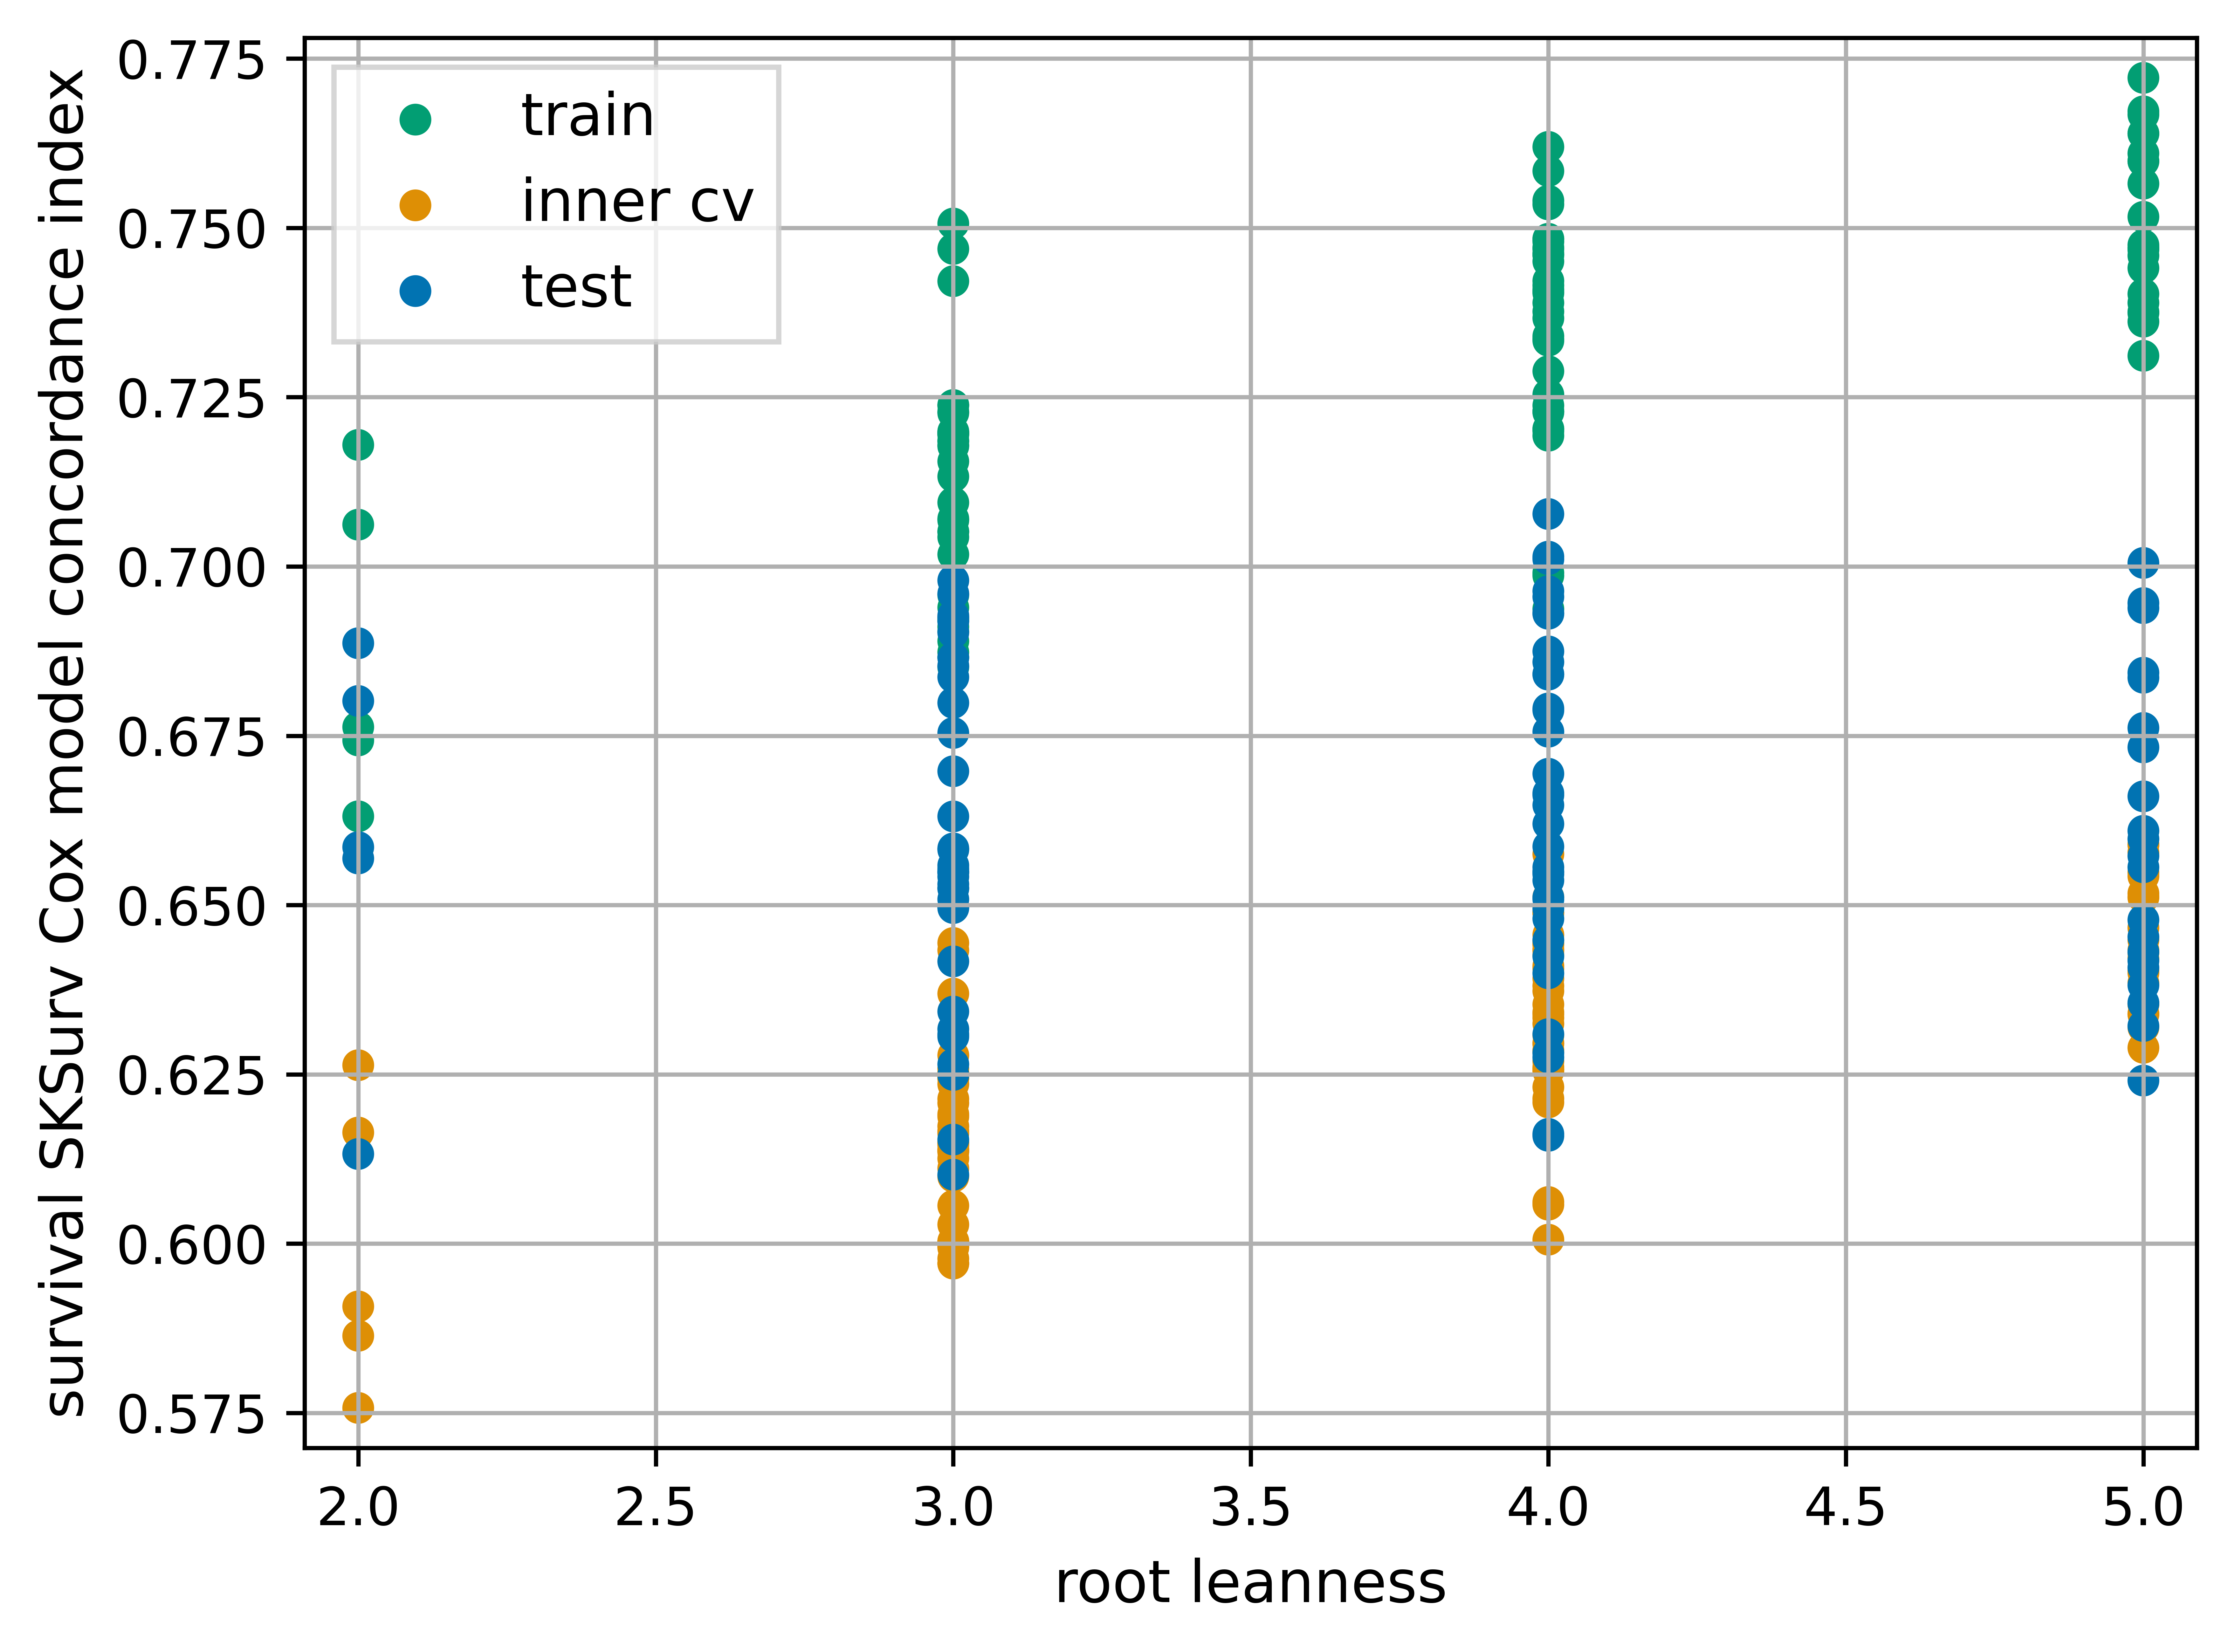 survival SKSurv Cox model concordance index
0.775
0.750
0.725
0.700
0.675
0.650
0.625
0.600
0.575
train
inner cv
test
2.0 2.5 3.0 3.5 4.0 4.5 5.0
root leanness